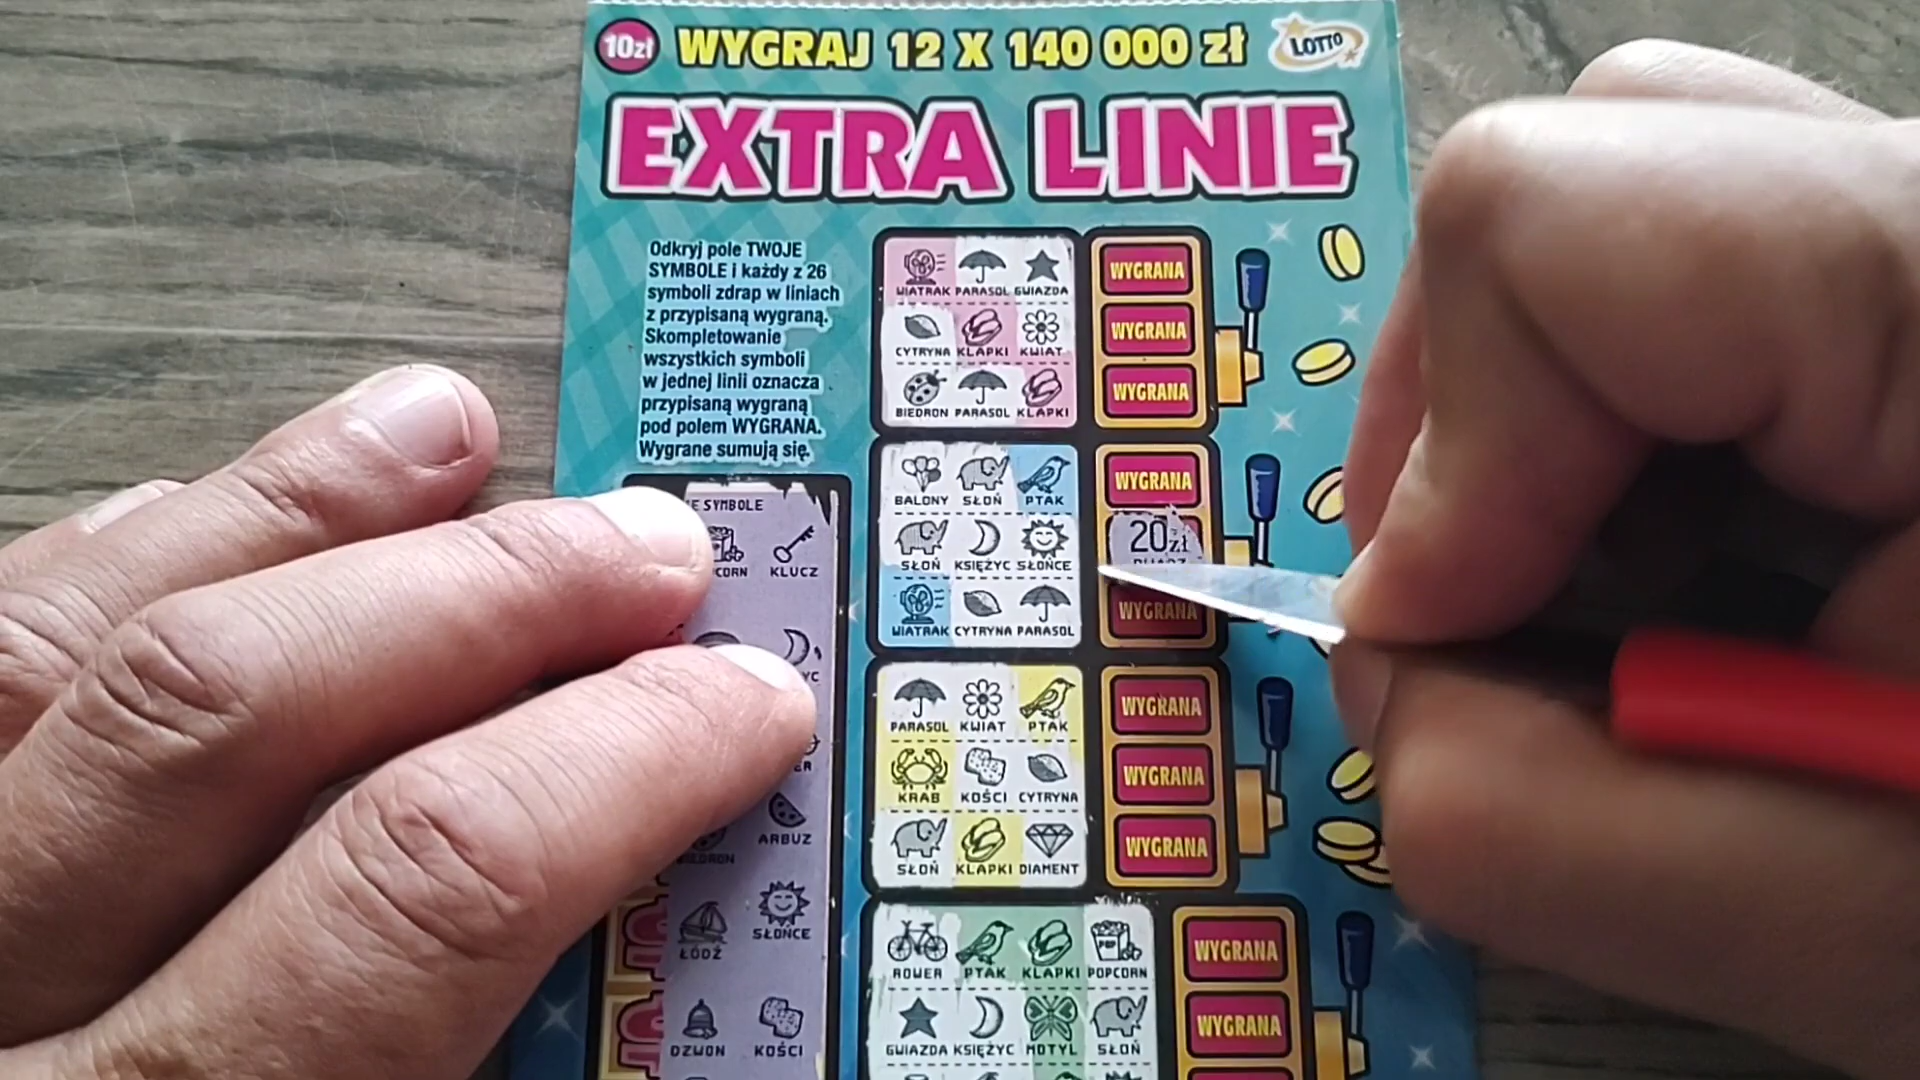 10zł WYGRAJ 12 X 140 000 zł LOTTO
EXTRA LINIE
Odkryj pole TWOJE
SYMBOLE i każdy z 26
symboli zdrap w liniach
z przypisaną wygraną.
Skompletowanie
wszystkich symboli
w jednej linii oznacza
przypisaną wygraną
pod polem WYGRANA.
Wygrane sumują się.
SYMBOLE
KLUCZ
ARBUZ
ŁÓDŹ SŁOŃCE
DZWON KOŚCI
WIATRAK PARASOL GWIAZDA WYGRANA
CYTRYNA KLAPKI KWIAT WYGRANA
BIEDRON PARASOL KLAPKI WYGRANA
BALONY SŁOŃ PTAK WYGRANA
SŁOŃ KSIĘŻYC SŁOŃCE 20zł
WIATRAK CYTRYNA PARASOL WYGRANA
PARASOL KWIAT PTAK WYGRANA
KRAB KOŚCI CYTRYNA WYGRANA
SŁOŃ KLAPKI DIAMENT WYGRANA
ROWER PTAK KLAPKI POPCORN WYGRANA
GWIAZDA KSIĘŻYC MOTYL SŁOŃ WYGRANA